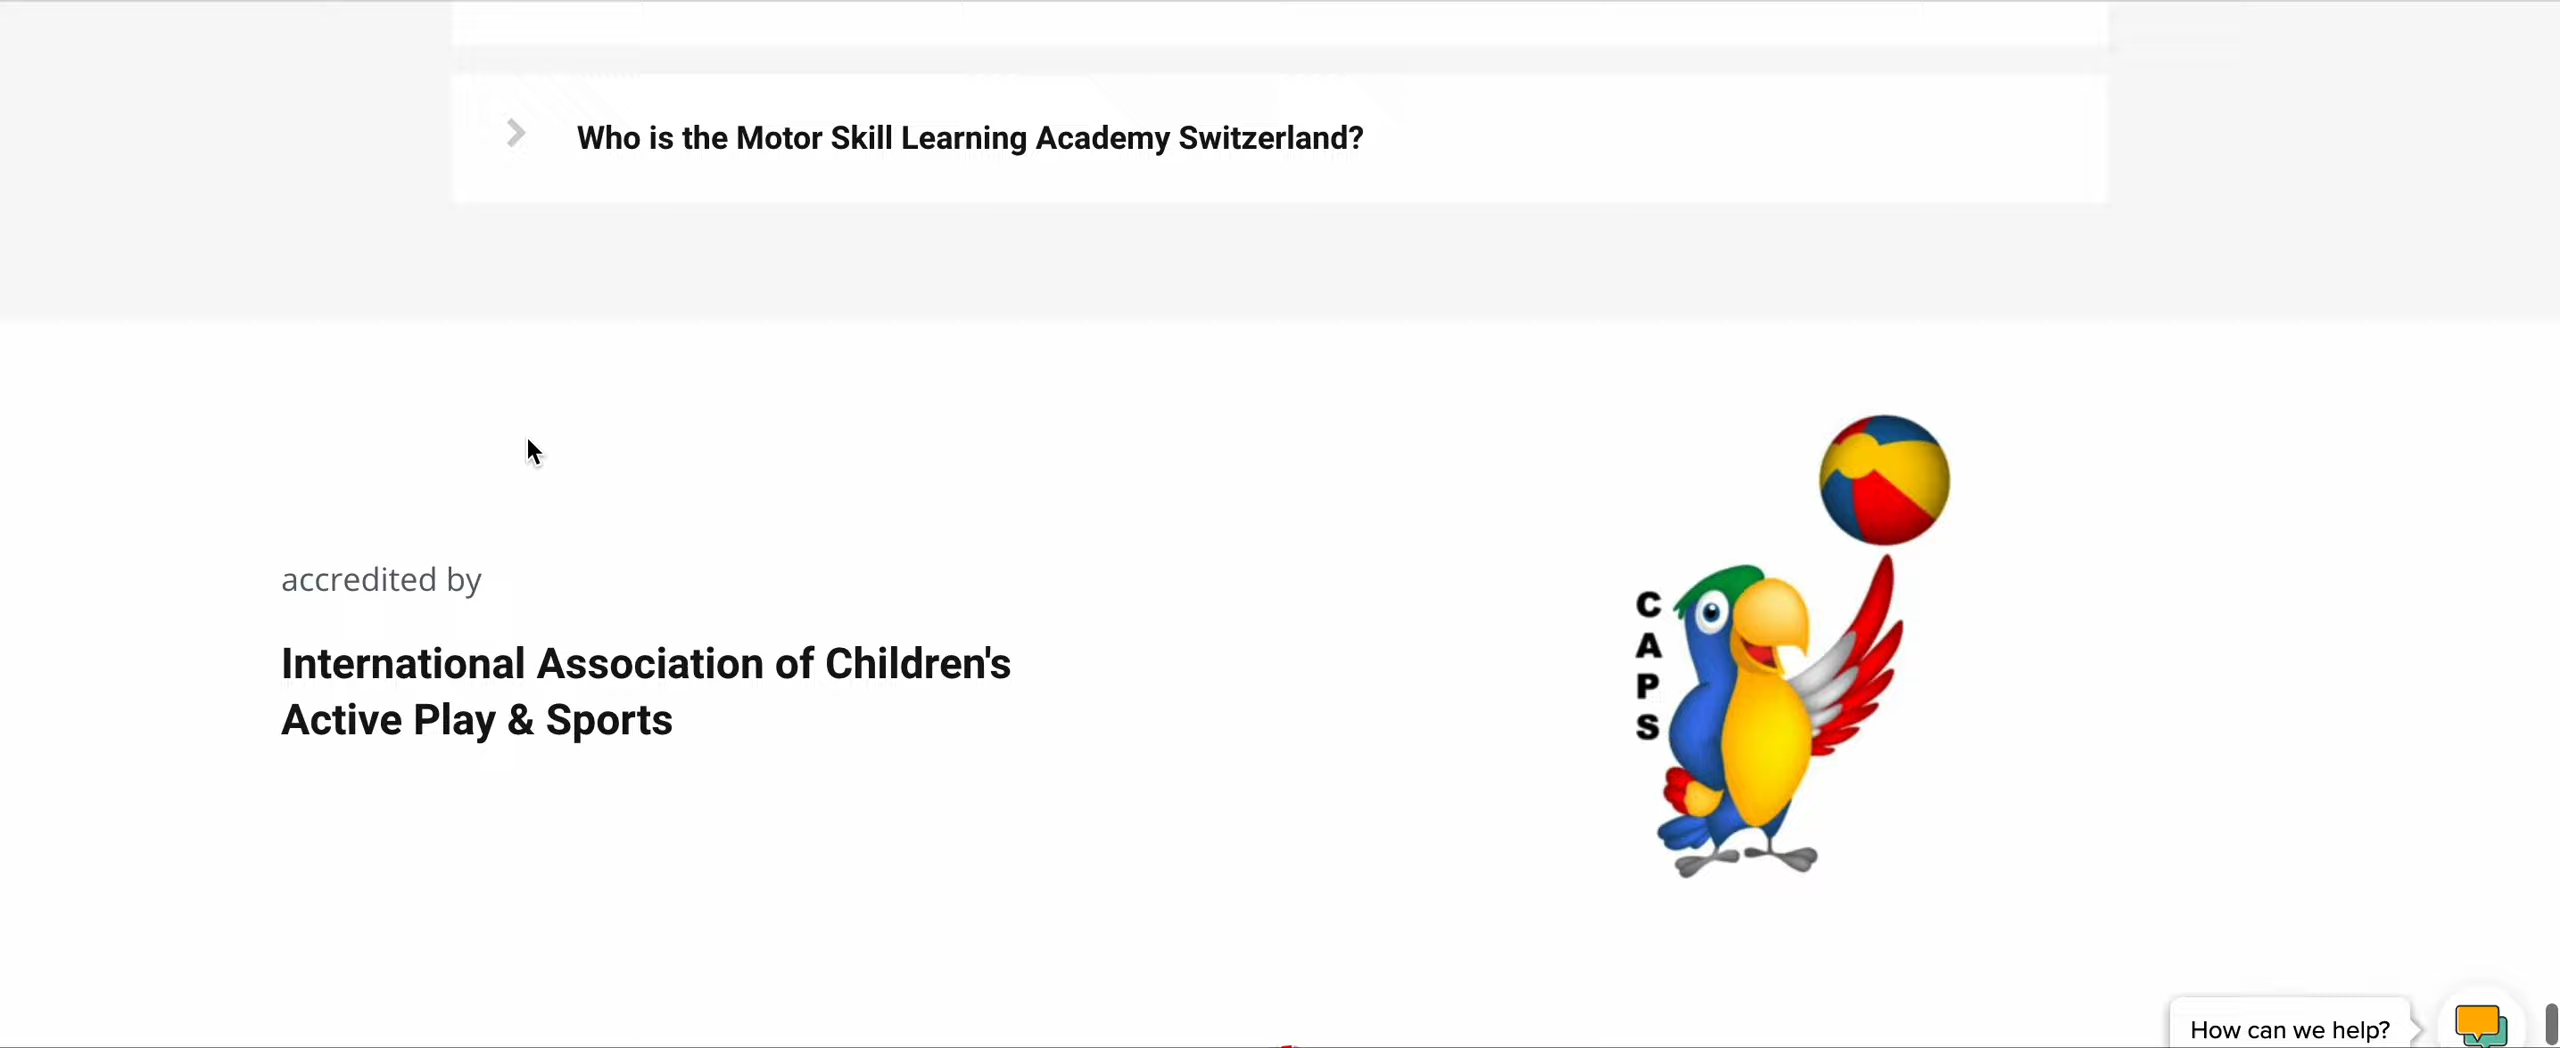 Who is the Motor Skill Learning Academy Switzerland?
accredited by
International Association of Children's
Active Play & Sports
C
A
P
S
How can we help?